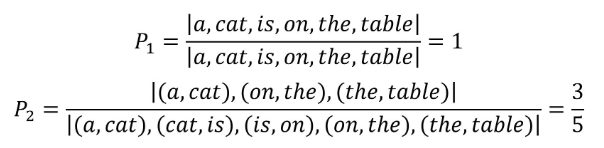 P₁ = |a, cat, is, on, the, table| / |a, cat, is, on, the, table| = 1
P₂ = |(a, cat), (on, the), (the, table)| / |(a, cat), (cat, is), (is, on), (on, the), (the, table)| = 3/5